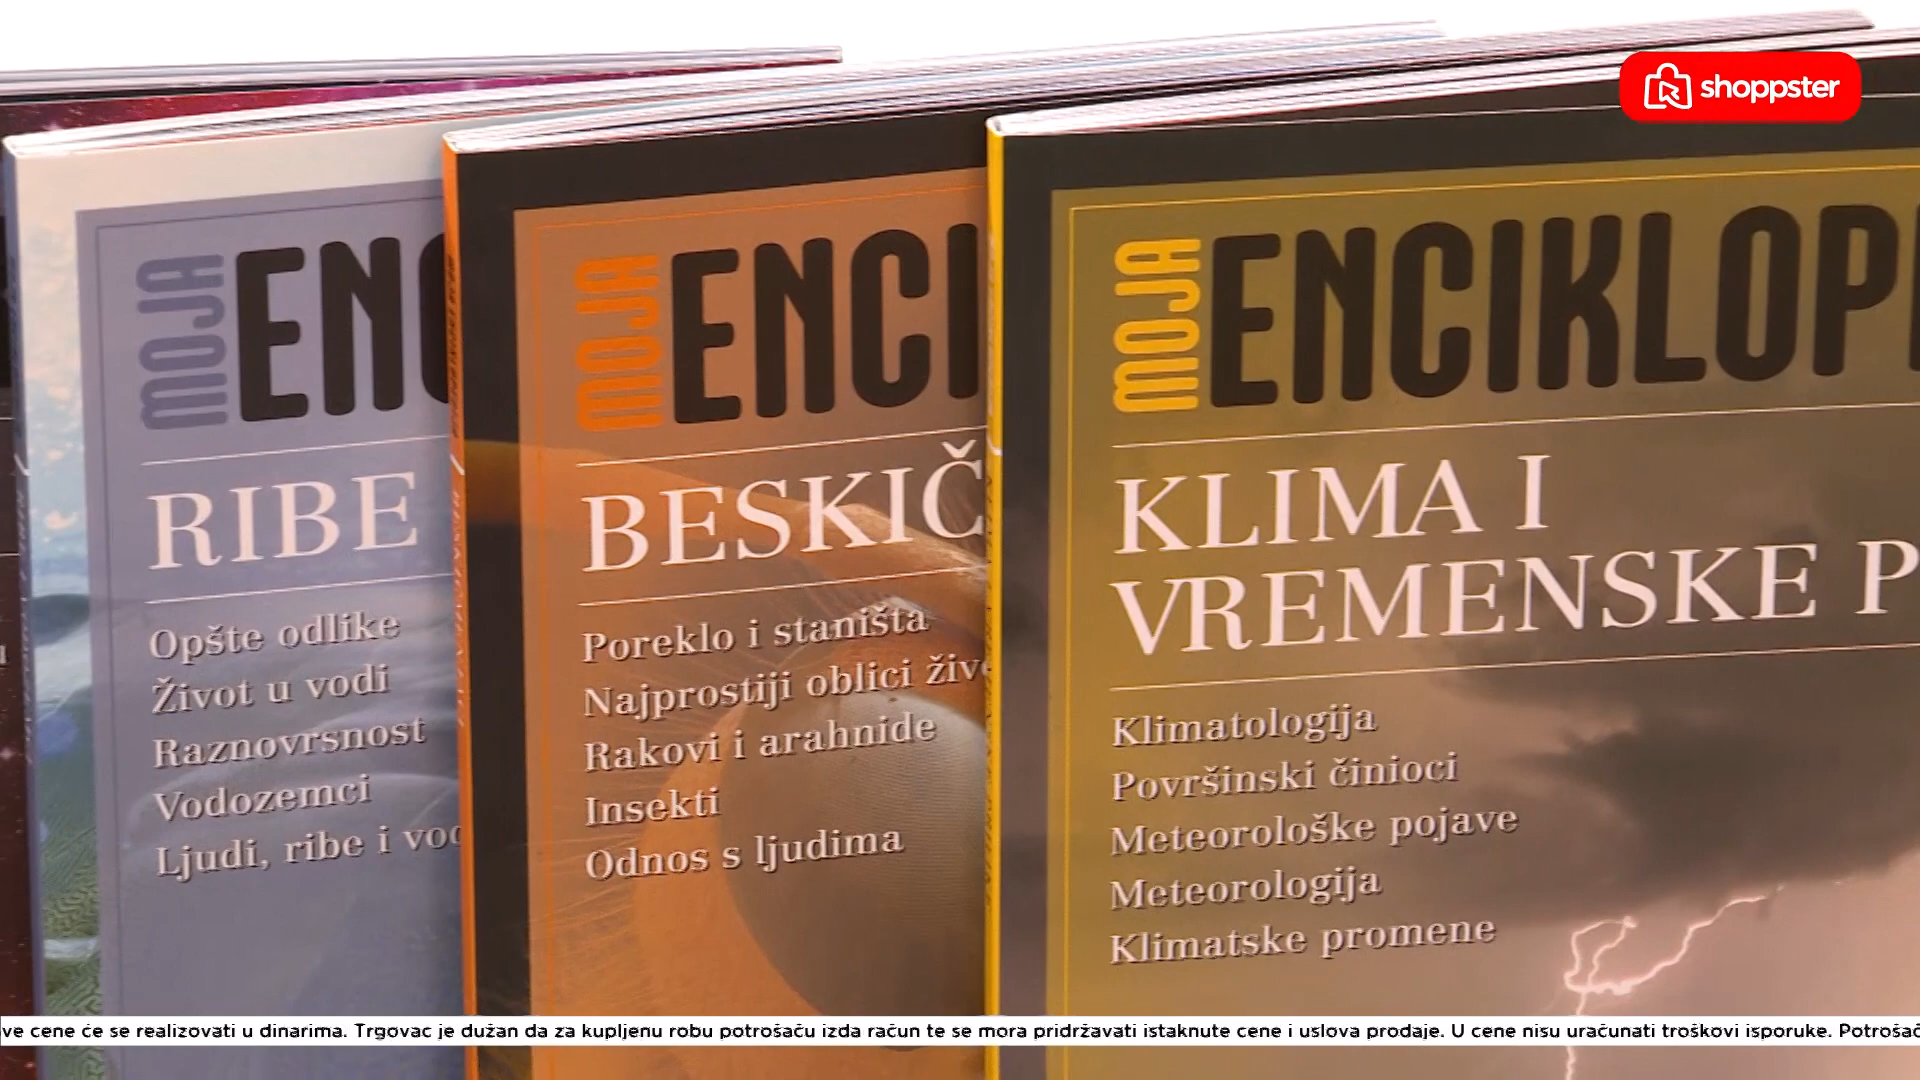 shoppster
MOJA ENC
RIBE
Opšte odlike
Život u vodi
Raznovrsnost
Vodozemci
Ljudi, ribe i vod
MOJA ENCI
BESKIČ
Poreklo i staništa
Najprostiji oblici živo
Rakovi i arahnide
Insekti
Odnos s ljudima
MOJA ENCIKLOP
KLIMA I
VREMENSKE P
Klimatologija
Površinski činioci
Meteorološke pojave
Meteorologija
Klimatske promene
ve cene će se realizovati u dinarima. Trgovac je dužan da za kupljenu robu potrošaču izda račun te se mora pridržavati istaknute cene i uslova prodaje. U cene nisu uračunati troškovi isporuke. Potrošač